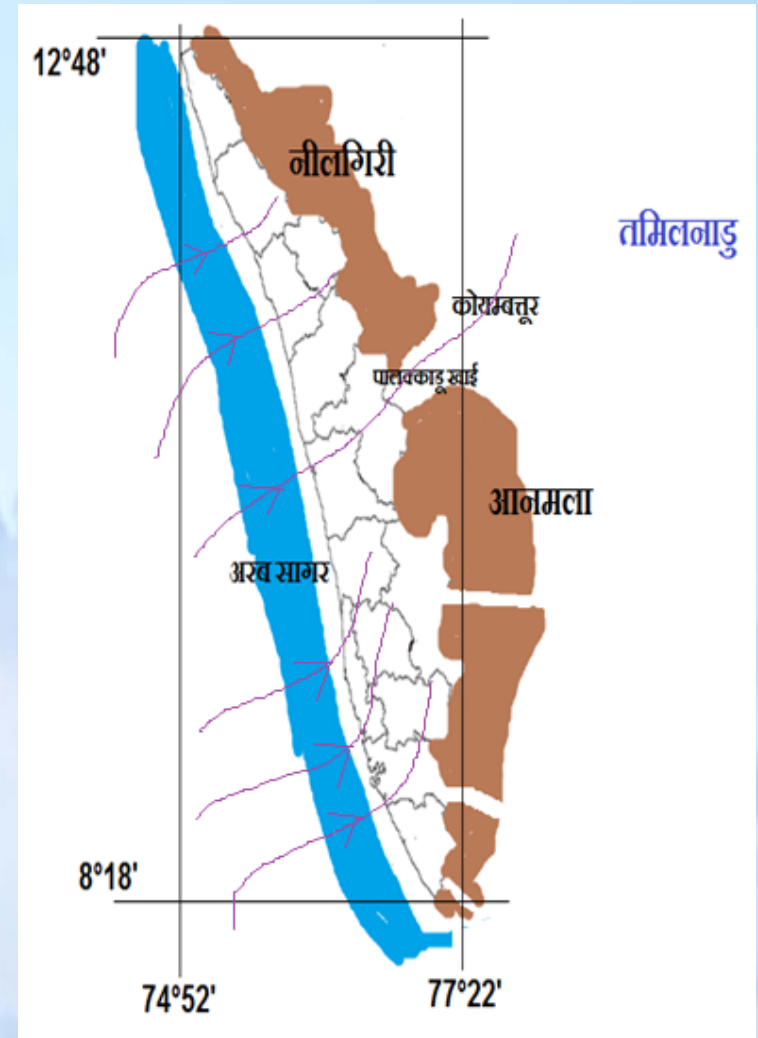 12°48'
नीलगिरी
तमिलनाडु
कोयम्बत्तूर
पालक्काडू खाई
आनमला
अरब सागर
8°18'
74°52'
77°22'